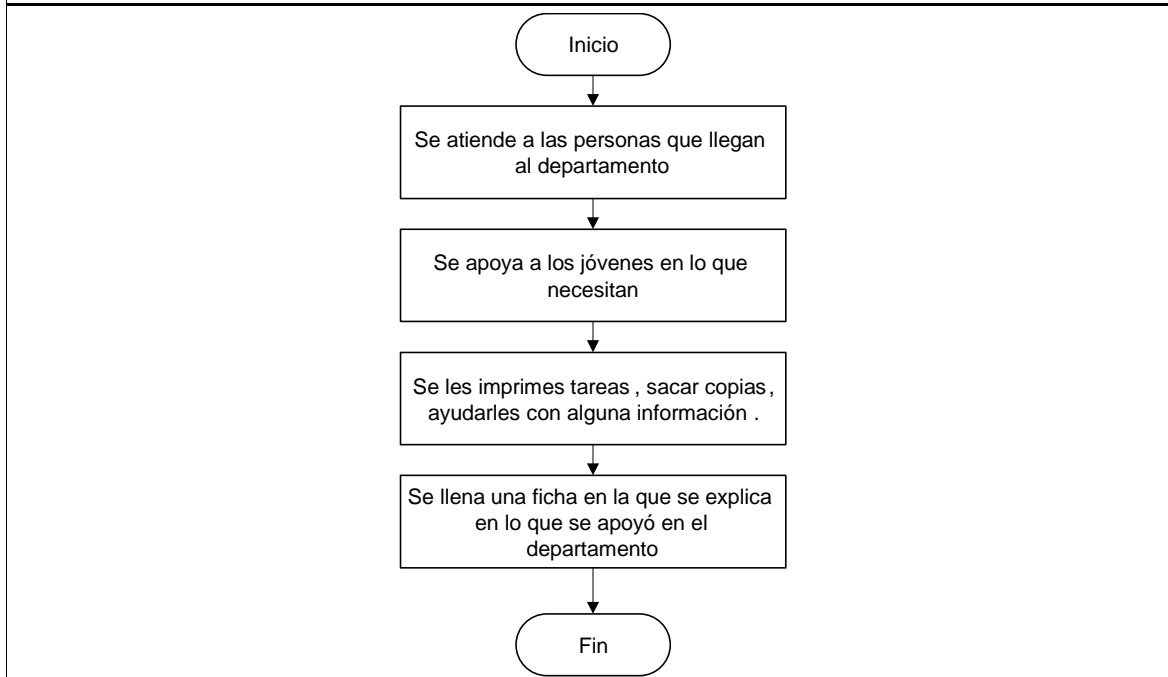 Inicio
Se atiende a las personas que llegan
al departamento
Se apoya a los jóvenes en lo que
necesitan
Se les imprimes tareas , sacar copias,
ayudarles con alguna información .
Se llena una ficha en la que se explica
en lo que se apoyó en el
departamento
Fin